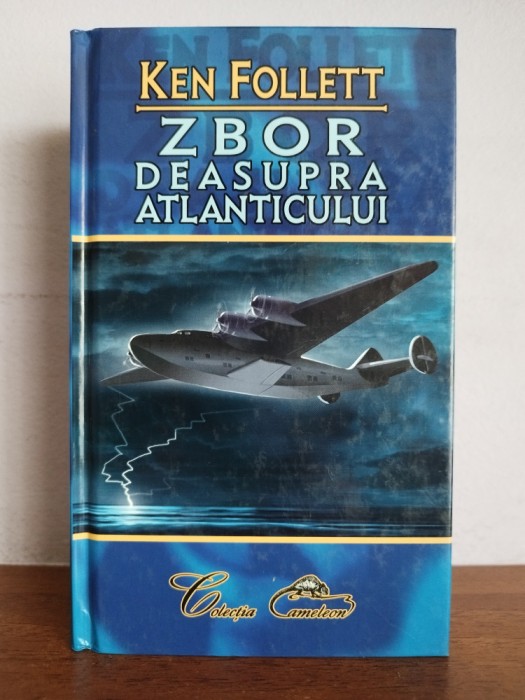 KEN FOLLETT
ZBOR
DEASUPRA
ATLANTICULUI
Colecția Cameleon